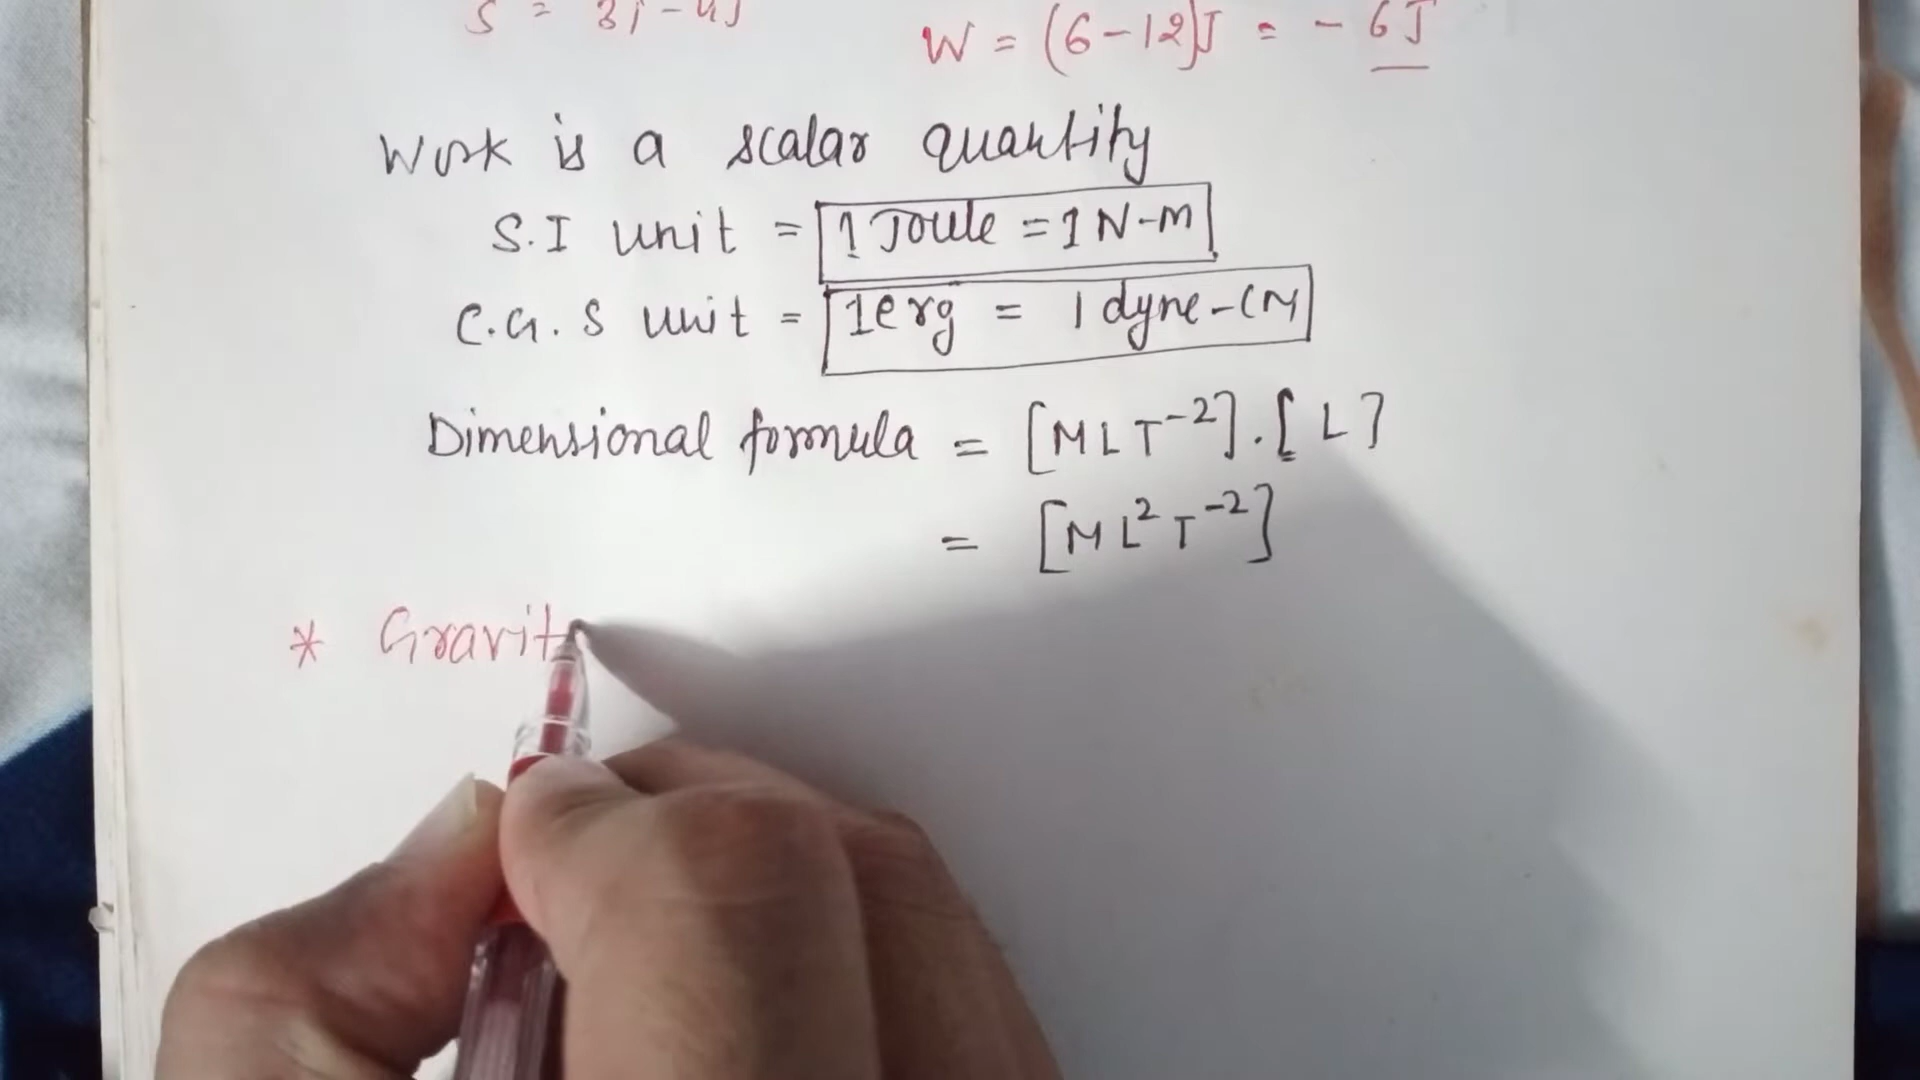 W = (6-12)J = - 6J
Work is a scalar quantity
S.I unit = 1 Joule = 1 N-m
C.G.S unit = 1 erg = 1 dyne-CM
Dimensional formula = [MLT⁻²].[L]
= [ML²T⁻²]
* Gravit